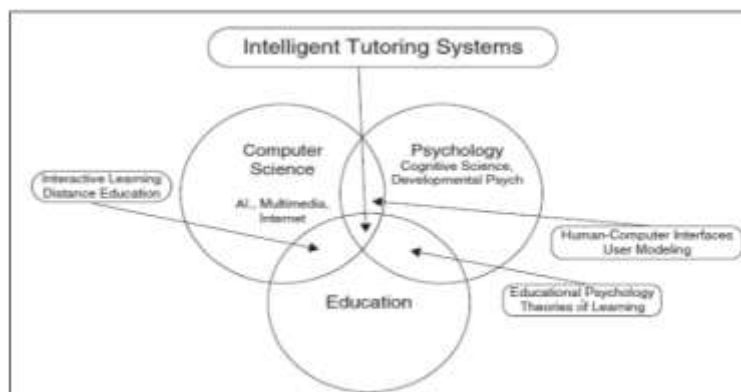 Intelligent Tutoring Systems
Computer
Science
AI., Multimedia,
Internet
Psychology
Cognitive Science,
Developmental Psych
Interactive Learning
Distance Education
Human-Computer Interfaces
User Modeling
Educational Psychology
Theories of Learning
Education